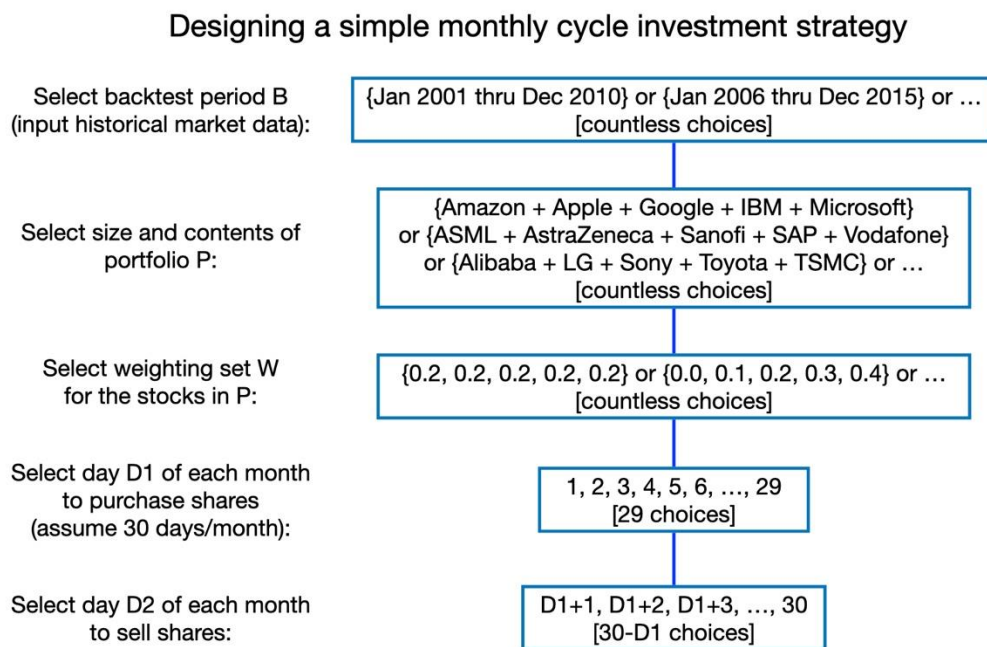 Designing a simple monthly cycle investment strategy
Select backtest period B
(input historical market data):
{Jan 2001 thru Dec 2010} or {Jan 2006 thru Dec 2015} or …
[countless choices]
Select size and contents of
portfolio P:
{Amazon + Apple + Google + IBM + Microsoft}
or {ASML + AstraZeneca + Sanofi + SAP + Vodafone}
or {Alibaba + LG + Sony + Toyota + TSMC} or …
[countless choices]
Select weighting set W
for the stocks in P:
{0.2, 0.2, 0.2, 0.2, 0.2} or {0.0, 0.1, 0.2, 0.3, 0.4} or …
[countless choices]
Select day D1 of each month
to purchase shares
(assume 30 days/month):
1, 2, 3, 4, 5, 6, …, 29
[29 choices]
Select day D2 of each month
to sell shares:
D1+1, D1+2, D1+3, …, 30
[30-D1 choices]